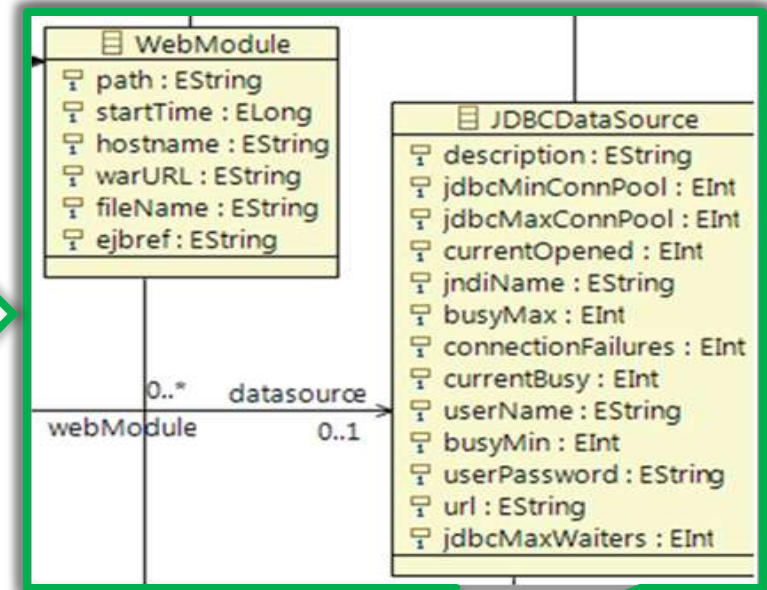 WebModule
path : EString
startTime : ELong
hostname : EString
warURL : EString
fileName : EString
ejbref : EString
JDBCDataSource
description : EString
jdbcMinConnPool : EInt
jdbcMaxConnPool : EInt
currentOpened : EInt
jndiName : EString
busyMax : EInt
connectionFailures : EInt
currentBusy : EInt
userName : EString
busyMin : EInt
userPassword : EString
url : EString
jdbcMaxWaiters : EInt
0..* datasource
webModule 0..1